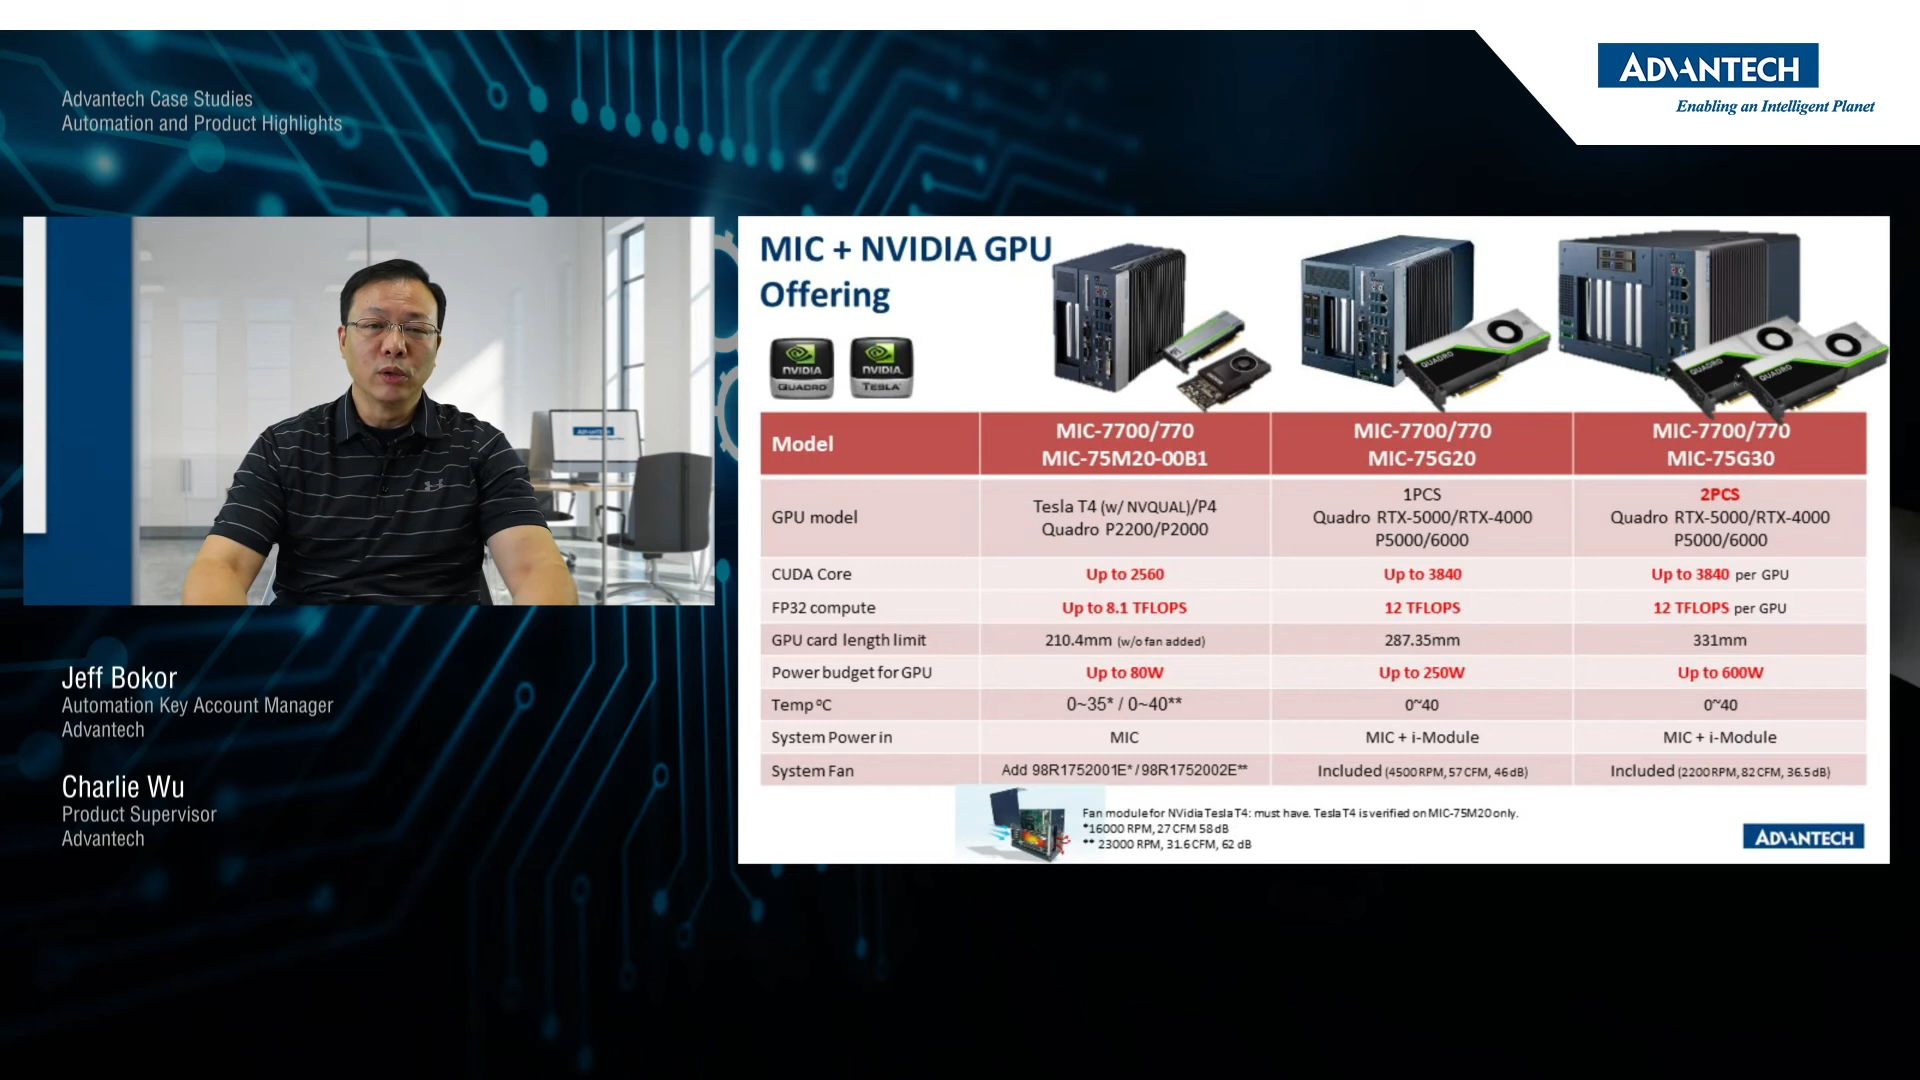 Advantech Case Studies
Automation and Product Highlights
ADVANTECH
Enabling an Intelligent Planet
ADVANTECH
Jeff Bokor
Automation Key Account Manager
Advantech
Charlie Wu
Product Supervisor
Advantech
MIC + NVIDIA GPU
Offering
NVIDIA QUADRO
NVIDIA TESLA
QUADRO
QUADRO
QUADRO
Model
MIC-7700/770
MIC-75M20-00B1
MIC-7700/770
MIC-75G20
MIC-7700/770
MIC-75G30
GPU model
Tesla T4 (w/ NVQUAL)/P4
Quadro P2200/P2000
1PCS
Quadro RTX-5000/RTX-4000
P5000/6000
2PCS
Quadro RTX-5000/RTX-4000
P5000/6000
CUDA Core
Up to 2560
Up to 3840
Up to 3840 per GPU
FP32 compute
Up to 8.1 TFLOPS
12 TFLOPS
12 TFLOPS per GPU
GPU card length limit
210.4mm (w/o fan added)
287.35mm
331mm
Power budget for GPU
Up to 80W
Up to 250W
Up to 600W
Temp ºC
0~35* / 0~40**
0~40
0~40
System Power in
MIC
MIC + i-Module
MIC + i-Module
System Fan
Add 98R1752001E* / 98R1752002E**
Included (4500RPM, 57 CFM, 46dB)
Included (2200RPM, 82 CFM, 36.5dB)
Fan module for NVidia Tesla T4: must have. Tesla T4 is verified on MIC-75M20 only.
*16000 RPM, 27 CFM 58 dB
** 23000 RPM, 31.6 CFM, 62 dB
ADVANTECH